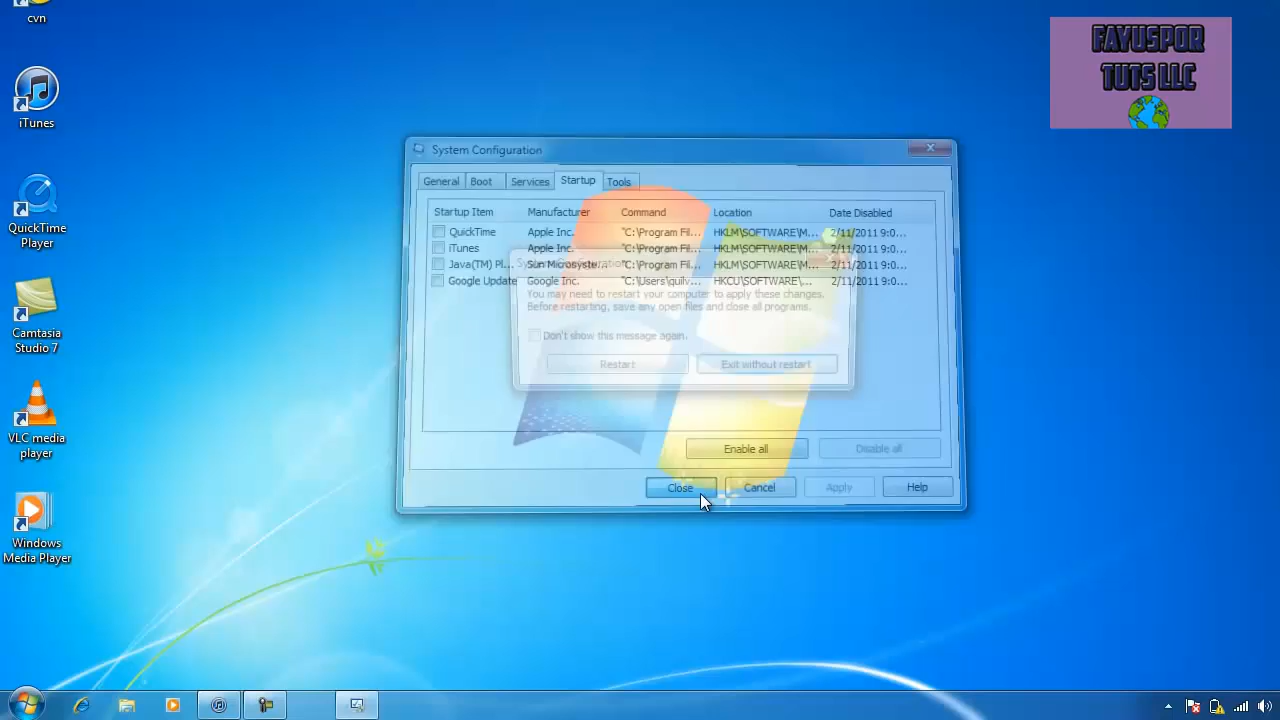 cvn
iTunes
QuickTime
Player
Camtasia
Studio 7
VLC media
player
Windows
Media Player
FAYUSPOR
TUTS LLC
System Configuration
General Boot Services Startup Tools
Startup Item Manufacturer Command Location Date Disabled
QuickTime Apple Inc. "C:\Program Fil... HKLM\SOFTWARE\M... 2/11/2011 9:0...
iTunes Apple Inc. "C:\Program Fil... HKLM\SOFTWARE\M... 2/11/2011 9:0...
Java(TM) Pl... Sun Microsyste... "C:\Program Fil... HKLM\SOFTWARE\M... 2/11/2011 9:0...
Google Update Google Inc. "C:\Users\quilv... HKCU\SOFTWARE\... 2/11/2011 9:0...
System Configuration
You may need to restart your computer to apply these changes.
Before restarting, save any open files and close all programs.
Don't show this message again.
Restart Exit without restart
Enable all Disable all
Close Cancel Apply Help